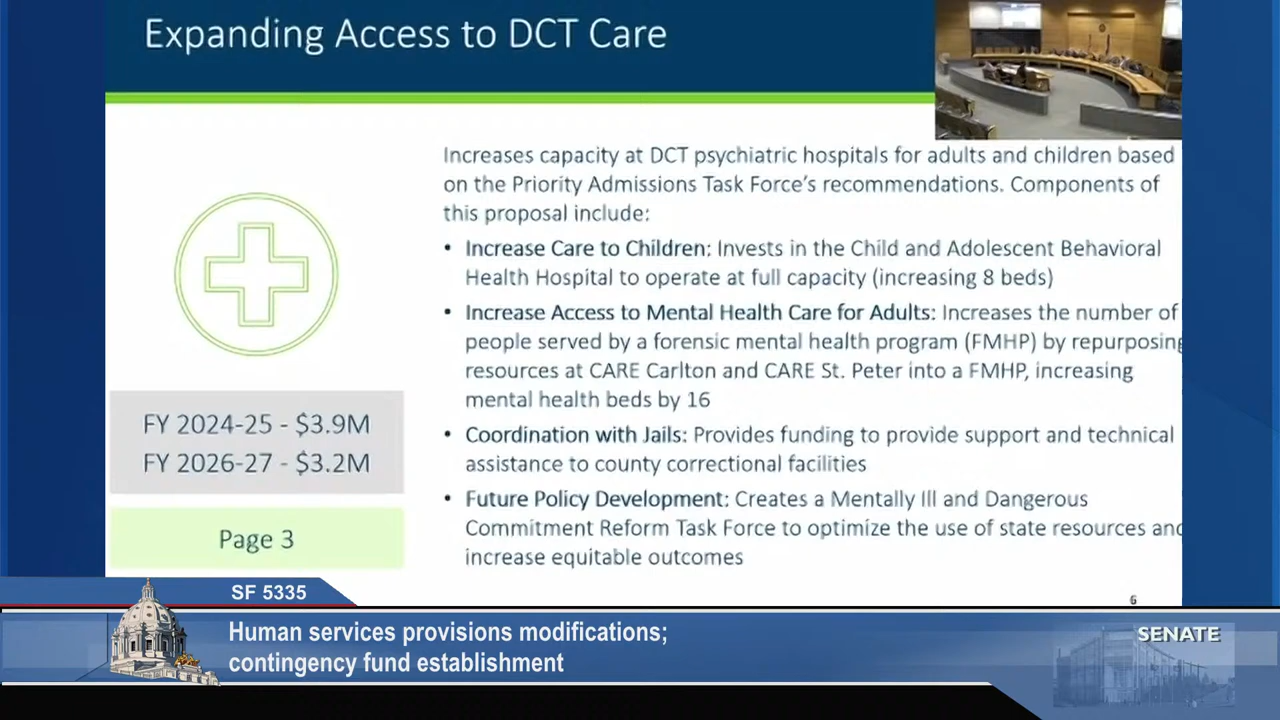 Expanding Access to DCT Care
Increases capacity at DCT psychiatric hospitals for adults and children based
on the Priority Admissions Task Force's recommendations. Components of
this proposal include:
• Increase Care to Children: Invests in the Child and Adolescent Behavioral
Health Hospital to operate at full capacity (increasing 8 beds)
• Increase Access to Mental Health Care for Adults: Increases the number of
people served by a forensic mental health program (FMHP) by repurposing
resources at CARE Carlton and CARE St. Peter into a FMHP, increasing
mental health beds by 16
• Coordination with Jails: Provides funding to provide support and technical
assistance to county correctional facilities
• Future Policy Development: Creates a Mentally Ill and Dangerous
Commitment Reform Task Force to optimize the use of state resources and
increase equitable outcomes
FY 2024-25 - $3.9M
FY 2026-27 - $3.2M
Page 3
6
SF 5335
Human services provisions modifications;
contingency fund establishment
SENATE